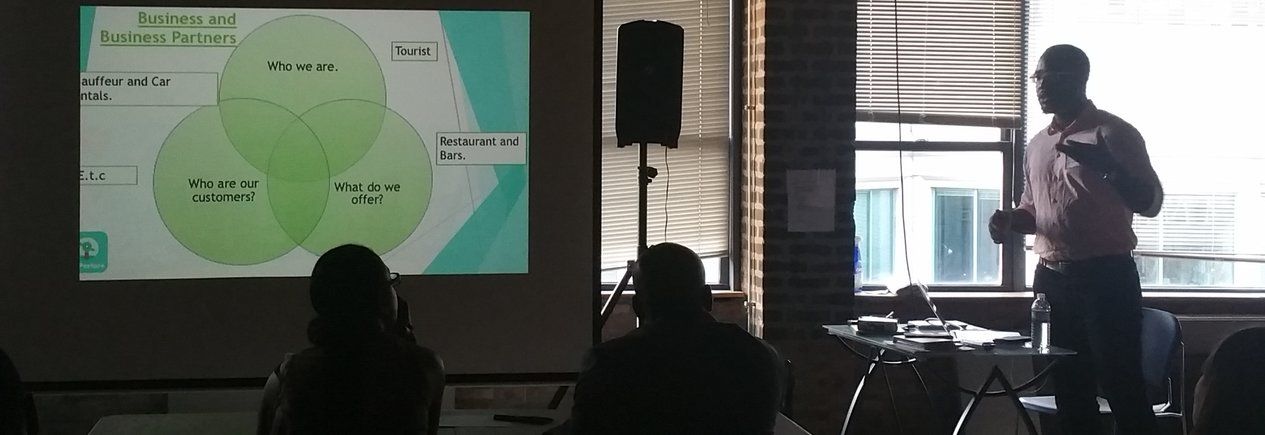 Business and
Business Partners
Who we are.
Tourist
auffeur and Car
ntals.
Restaurant and
Bars.
E.t.c
Who are our
customers?
What do we
offer?